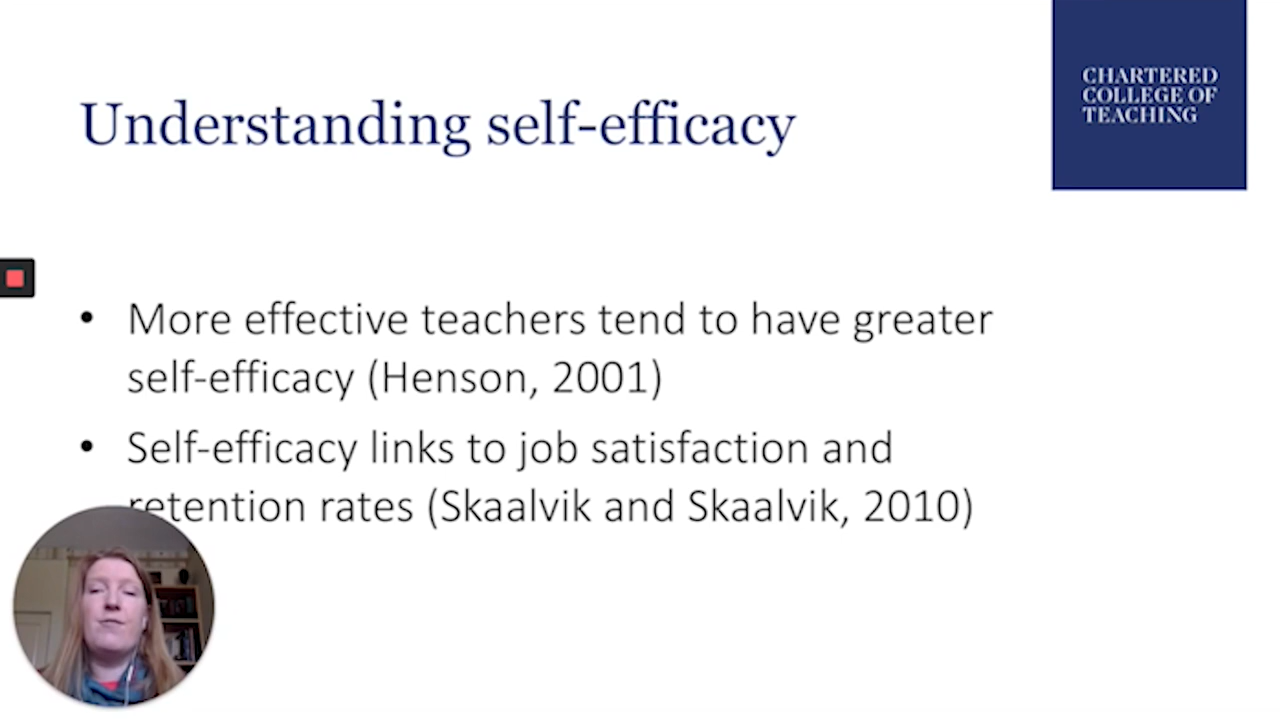 CHARTERED
COLLEGE OF
TEACHING
Understanding self-efficacy
• More effective teachers tend to have greater
self-efficacy (Henson, 2001)
• Self-efficacy links to job satisfaction and
retention rates (Skaalvik and Skaalvik, 2010)